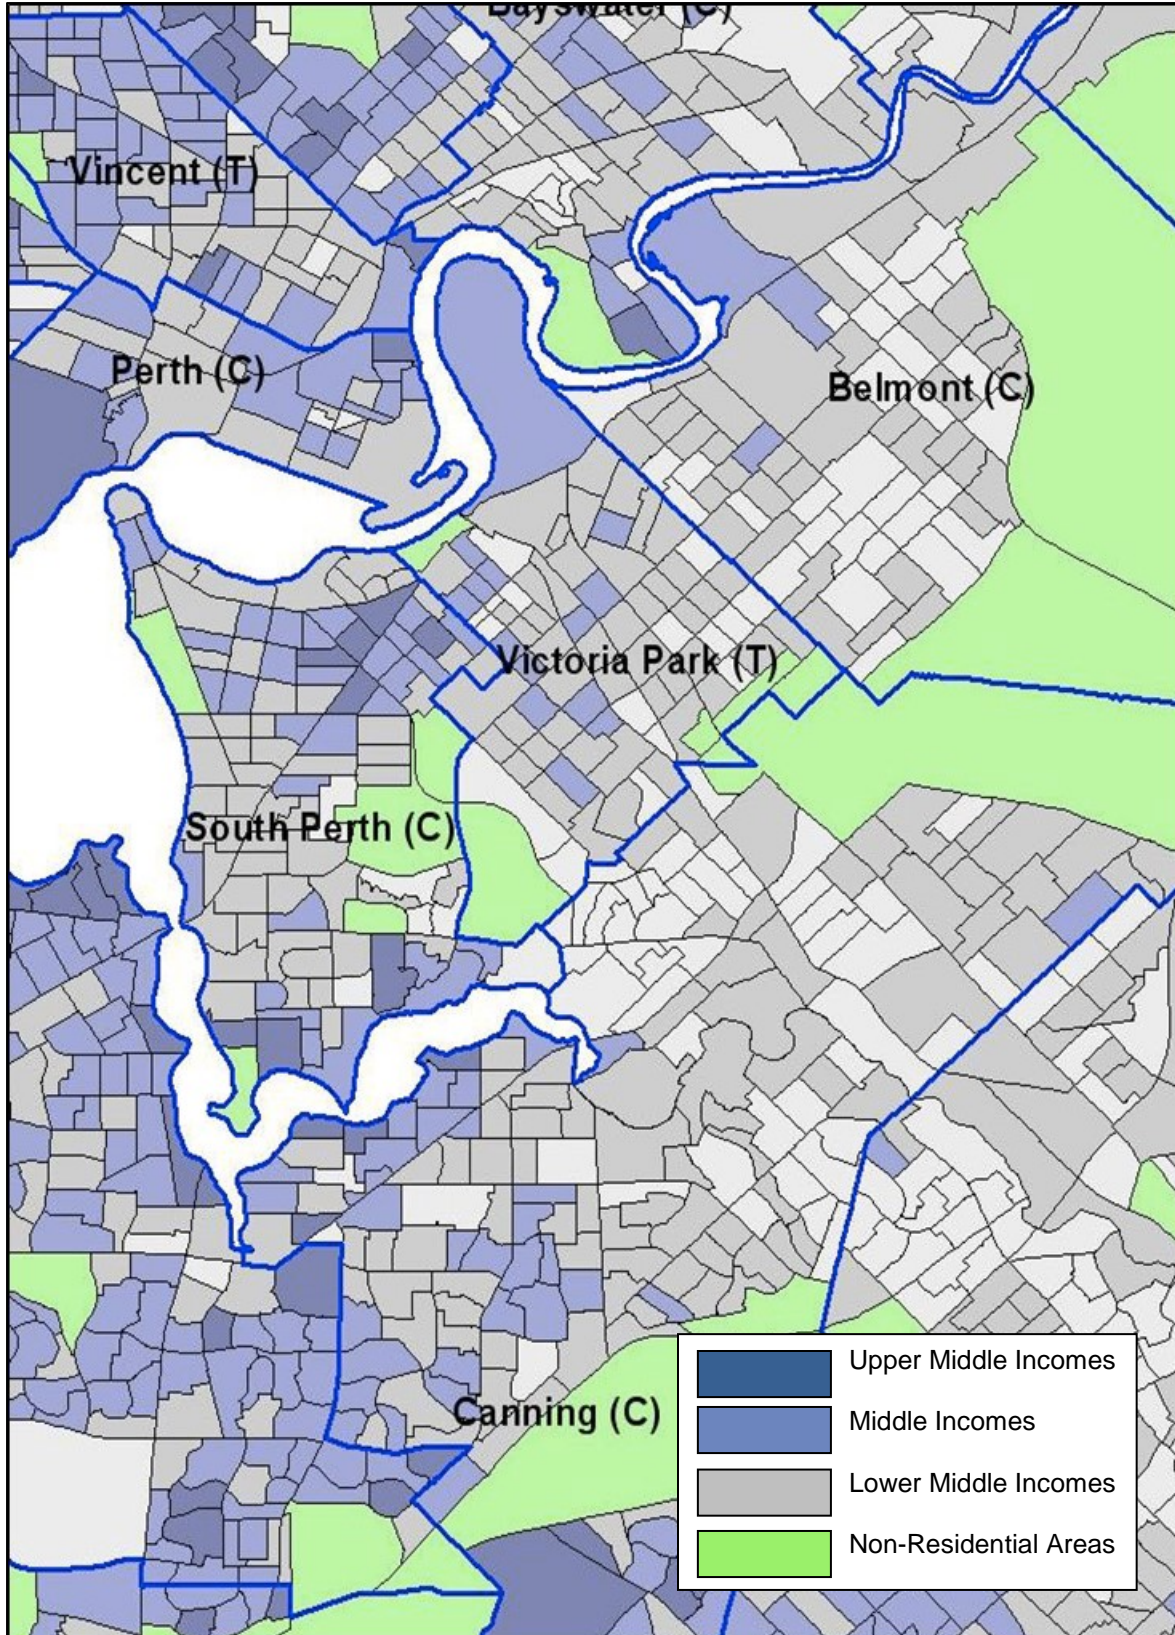 Bayswater (C)
Vincent (T)
Perth (C)
Belmont (C)
Victoria Park (T)
South Perth (C)
Canning (C)
Upper Middle Incomes
Middle Incomes
Lower Middle Incomes
Non-Residential Areas